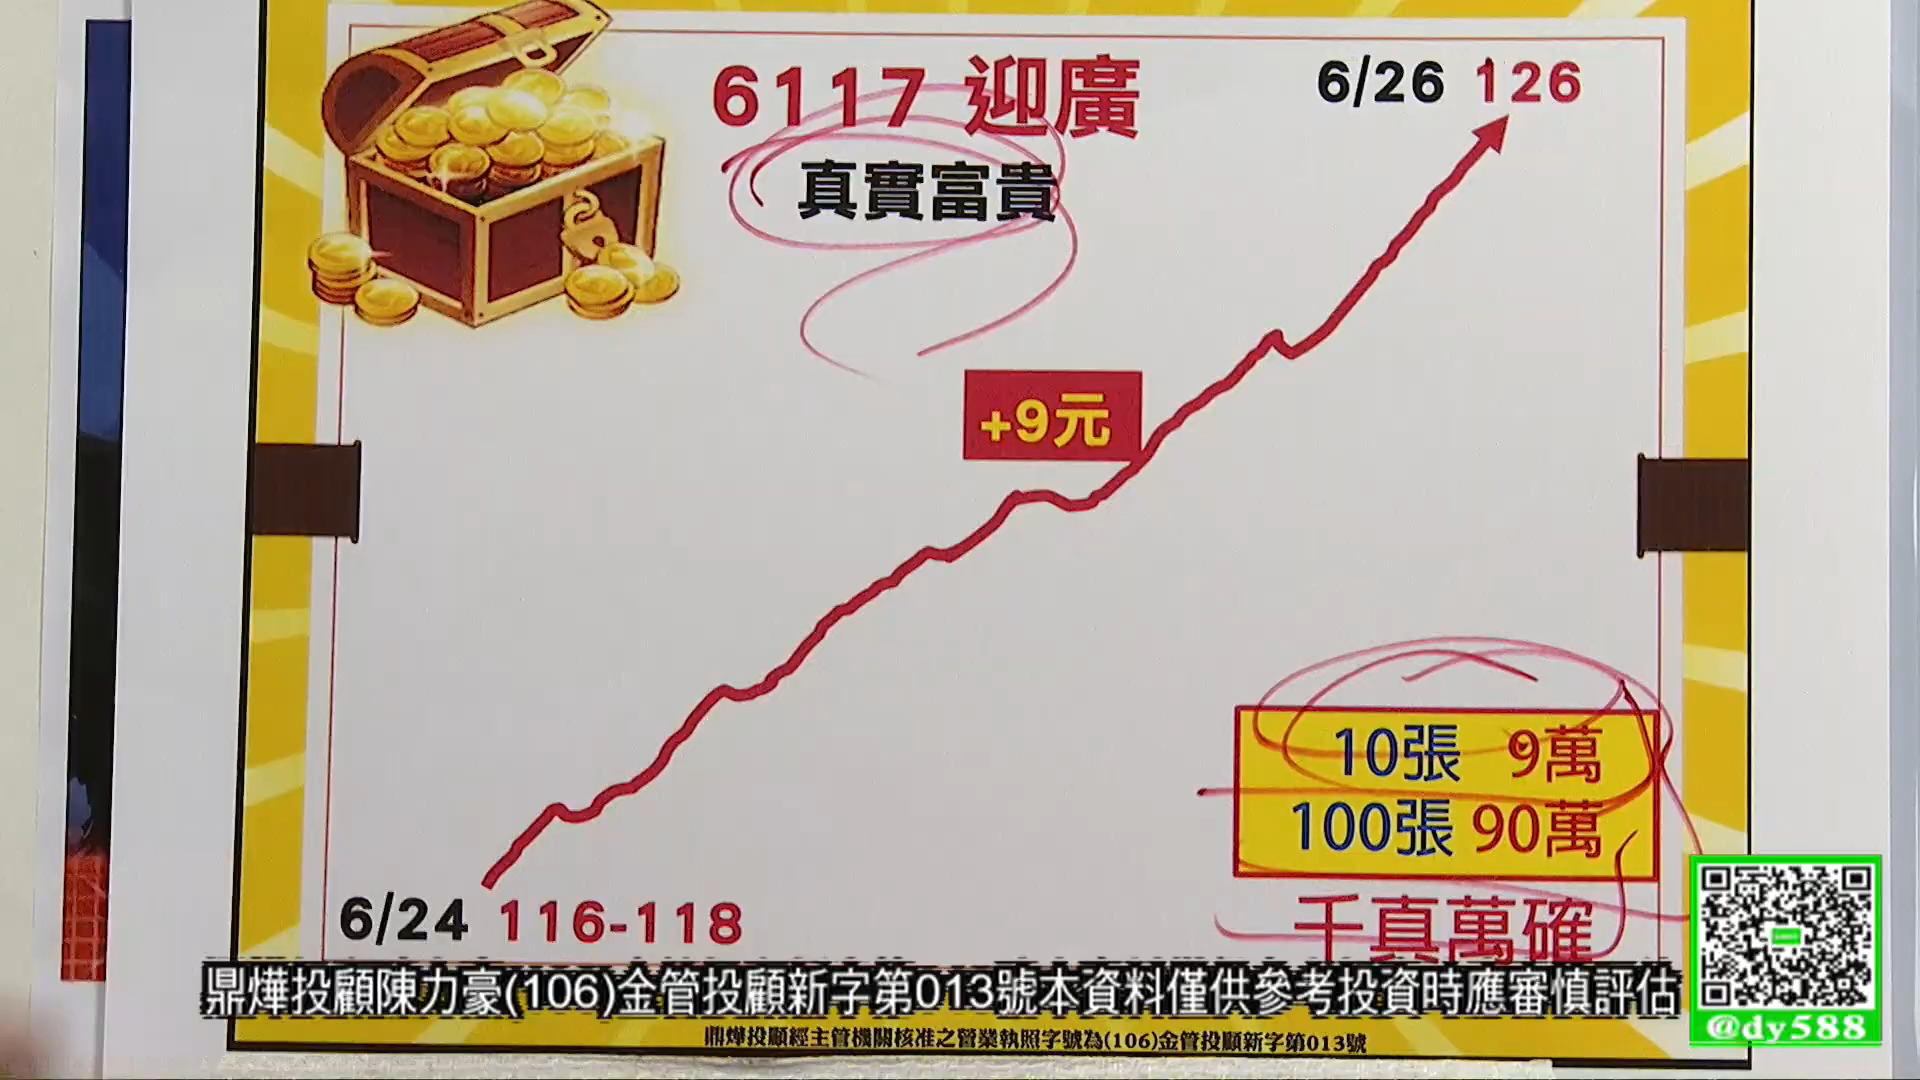 6117 迎廣
6/26 126
真實富貴
+9元
10張 9萬
100張 90萬
千真萬確
6/24 116-118
鼎燁投顧陳力豪(106)金管投顧新字第013號本資料僅供參考投資時應審慎評估
鼎燁投顧經主管機關核准之營業執照字號為(106)金管投顧新字第013號
@dy588